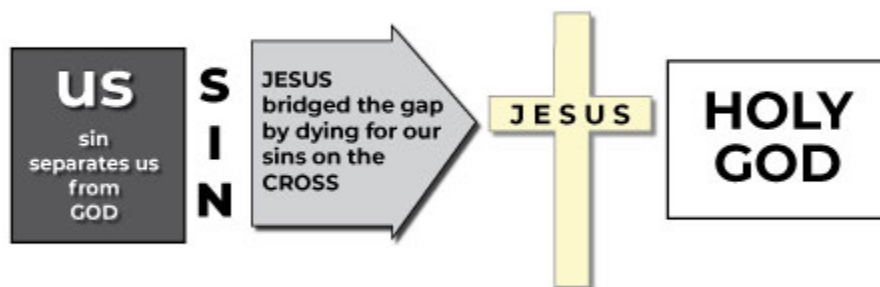 us
sin
separates us
from
GOD
S
I
N
JESUS
bridged the gap
by dying for our
sins on the
CROSS
JESUS
HOLY
GOD